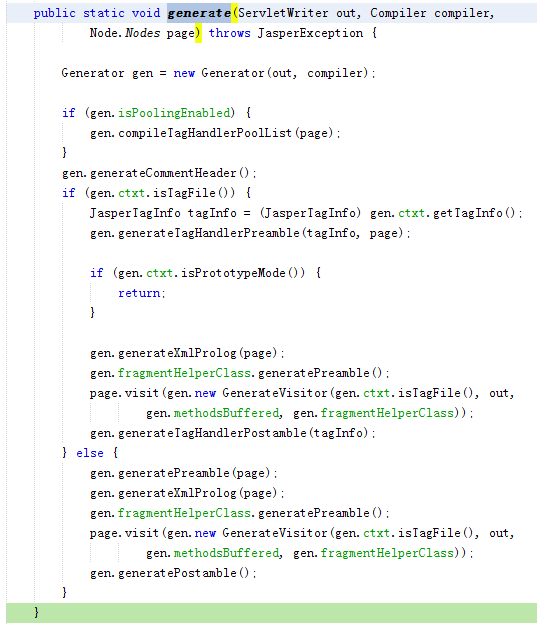 public static void generate(ServletWriter out, Compiler compiler,
Node.Nodes page) throws JasperException {
Generator gen = new Generator(out, compiler);
if (gen.isPoolingEnabled) {
gen.compileTagHandlerPoolList(page);
}
gen.generateCommentHeader();
if (gen.ctxt.isTagFile()) {
JasperTagInfo tagInfo = (JasperTagInfo) gen.ctxt.getTagInfo();
gen.generateTagHandlerPreamble(tagInfo, page);
if (gen.ctxt.isPrototypeMode()) {
return;
}
gen.generateXmlProlog(page);
gen.fragmentHelperClass.generatePreamble();
page.visit(gen.new GenerateVisitor(gen.ctxt.isTagFile(), out,
gen.methodsBuffered, gen.fragmentHelperClass));
gen.generateTagHandlerPostamble(tagInfo);
} else {
gen.generatePreamble(page);
gen.generateXmlProlog(page);
gen.fragmentHelperClass.generatePreamble();
page.visit(gen.new GenerateVisitor(gen.ctxt.isTagFile(), out,
gen.methodsBuffered, gen.fragmentHelperClass));
gen.generatePostamble();
}
}